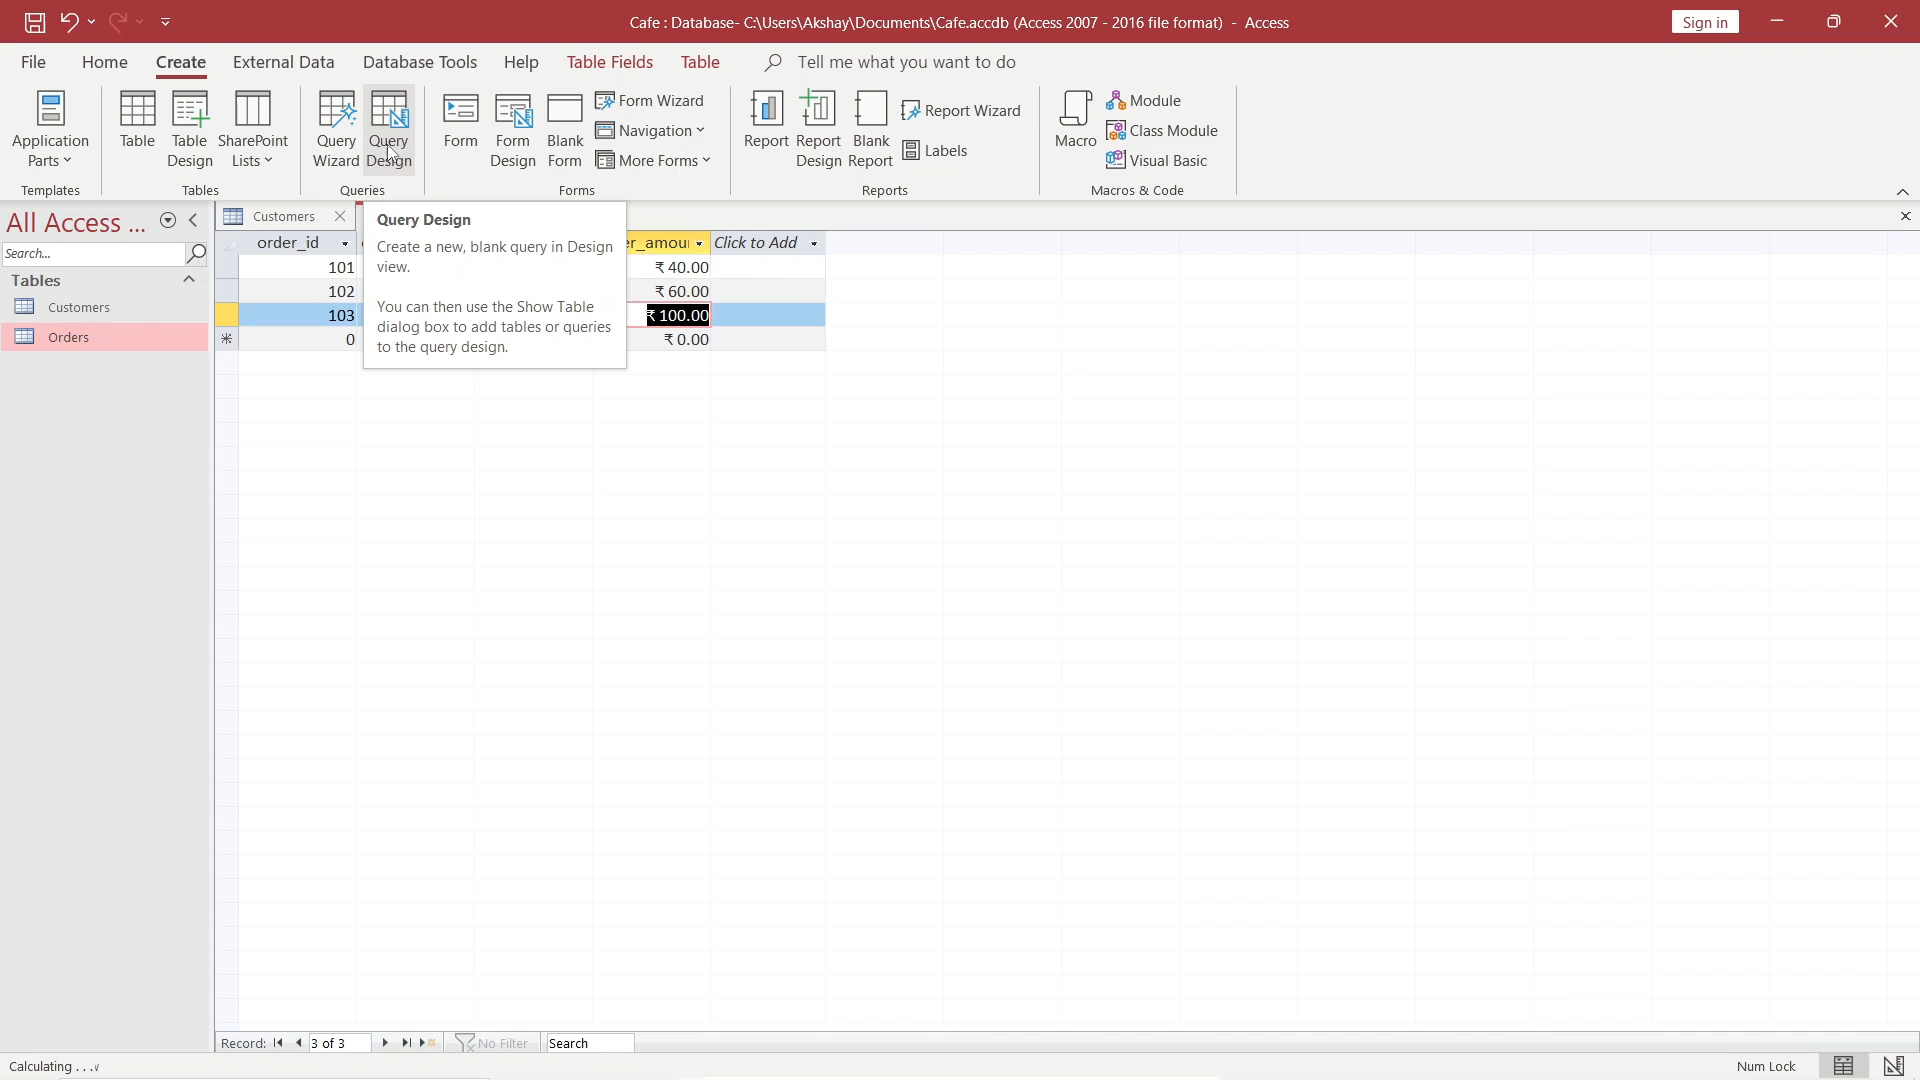 Cafe : Database- C:\Users\Akshay\Documents\Cafe.accdb (Access 2007 - 2016 file format) - Access
Sign in
File Home Create External Data Database Tools Help Table Fields Table Tell me what you want to do
Application Parts
Templates
Table
Table Design
SharePoint Lists
Tables
Query Wizard
Query Design
Queries
Form
Form Design
Blank Form
Form Wizard
Navigation
More Forms
Forms
Report
Report Design
Blank Report
Report Wizard
Labels
Reports
Macro
Module
Class Module
Visual Basic
Macros & Code
All Access ...
Search...
Tables
Customers
Orders
Customers
order_id er_amou Click to Add
101 ₹ 40.00
102 ₹ 60.00
103 ₹ 100.00
0 ₹ 0.00
Query Design
Create a new, blank query in Design
view.
You can then use the Show Table
dialog box to add tables or queries
to the query design.
Record: 3 of 3 No Filter Search
Calculating . . .
Num Lock